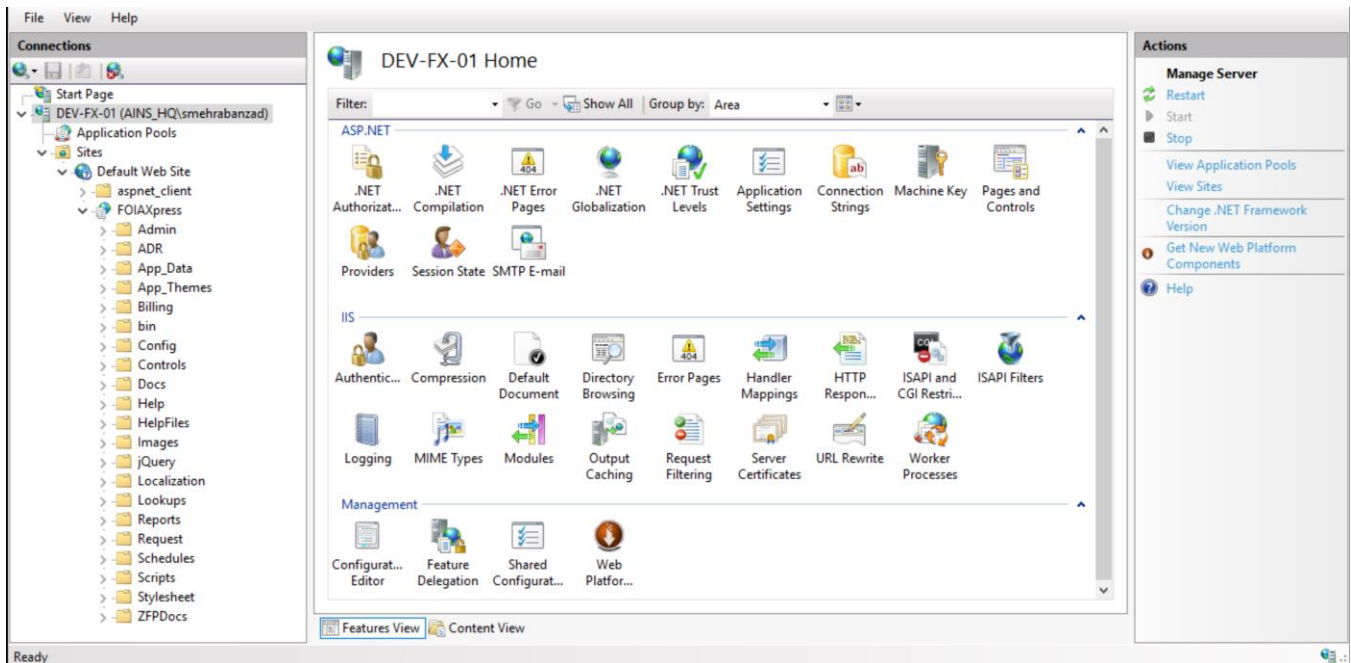 File View Help
Connections
Start Page
DEV-FX-01 (AINS_HQ\smehrabanzad)
Application Pools
Sites
Default Web Site
aspnet_client
FOIAXpress
Admin
ADR
App_Data
App_Themes
Billing
bin
Config
Controls
Docs
Help
HelpFiles
Images
jQuery
Localization
Lookups
Reports
Request
Schedules
Scripts
Stylesheet
ZFPDocs
DEV-FX-01 Home
Filter: Go Show All Group by: Area
ASP.NET
.NET Authorizat...
.NET Compilation
.NET Error Pages
.NET Globalization
.NET Trust Levels
Application Settings
Connection Strings
Machine Key
Pages and Controls
Providers
Session State
SMTP E-mail
IIS
Authentic...
Compression
Default Document
Directory Browsing
Error Pages
Handler Mappings
HTTP Respon...
ISAPI and CGI Restri...
ISAPI Filters
Logging
MIME Types
Modules
Output Caching
Request Filtering
Server Certificates
URL Rewrite
Worker Processes
Management
Configurat... Editor
Feature Delegation
Shared Configurat...
Web Platfor...
Features View Content View
Actions
Manage Server
Restart
Start
Stop
View Application Pools
View Sites
Change .NET Framework
Version
Get New Web Platform
Components
Help
Ready